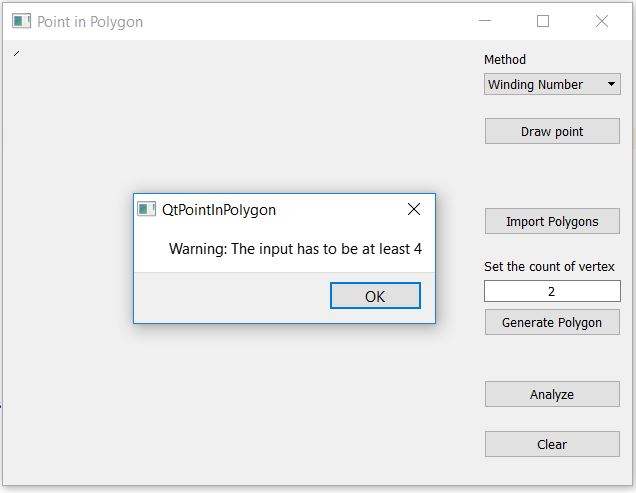 Point in Polygon
Method
Winding Number
Draw point
QtPointInPolygon
Warning: The input has to be at least 4
OK
Import Polygons
Set the count of vertex
2
Generate Polygon
Analyze
Clear